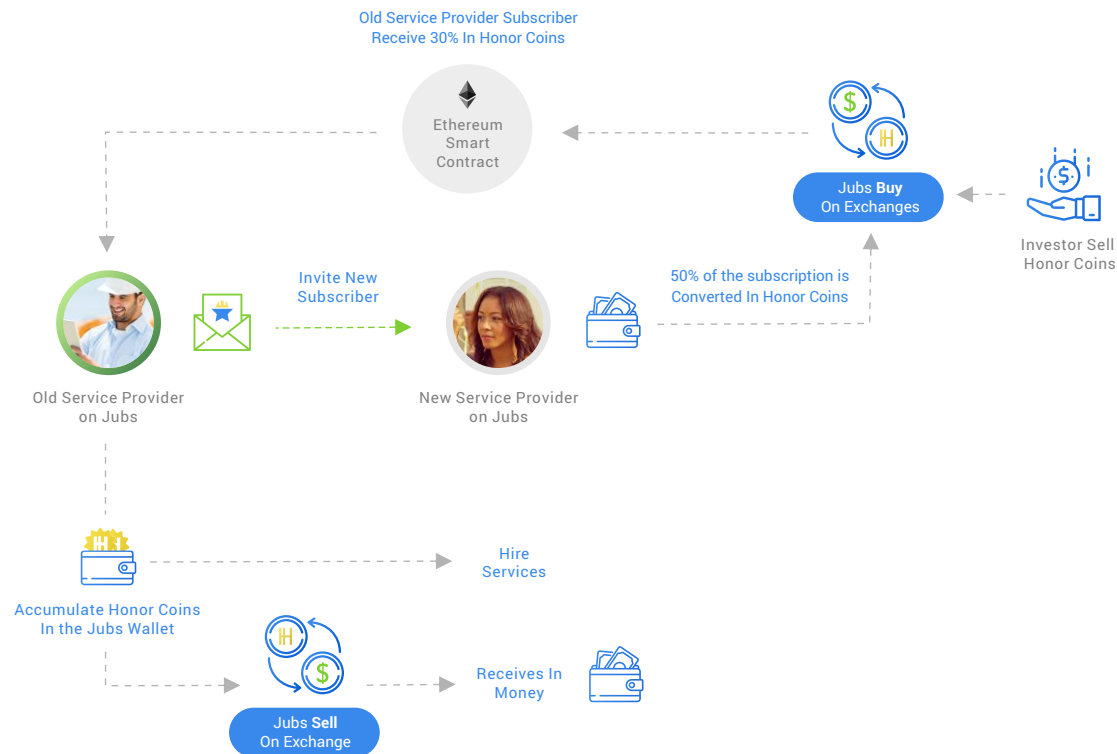 Old Service Provider Subscriber
Receive 30% In Honor Coins
Ethereum
Smart
Contract
$
H
Jubs Buy
On Exchanges
$
Investor Sell
Honor Coins
Invite New
Subscriber
50% of the subscription is
Converted In Honor Coins
Old Service Provider
on Jubs
New Service Provider
on Jubs
H
Hire
Services
Accumulate Honor Coins
In the Jubs Wallet
H
$
Receives In
Money
Jubs Sell
On Exchange